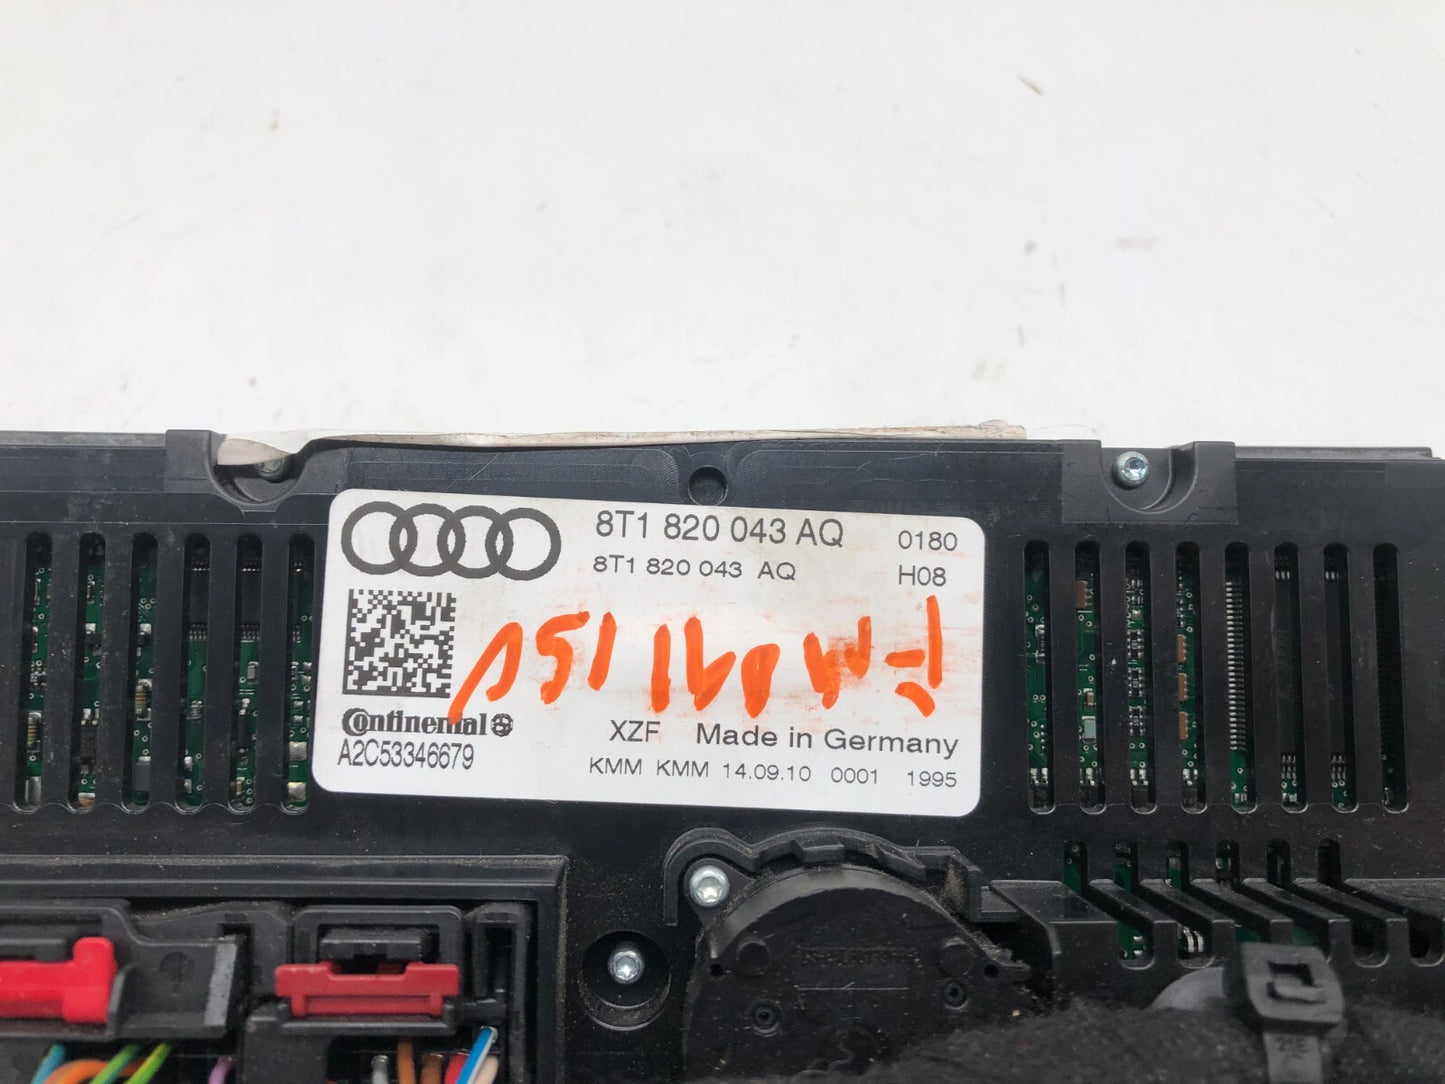 8T1 820 043 AQ 0180
8T1 820 043 AQ H08
Continental
XZF Made in Germany
A2C53346679
KMM KMM 14.09.10 0001 1995